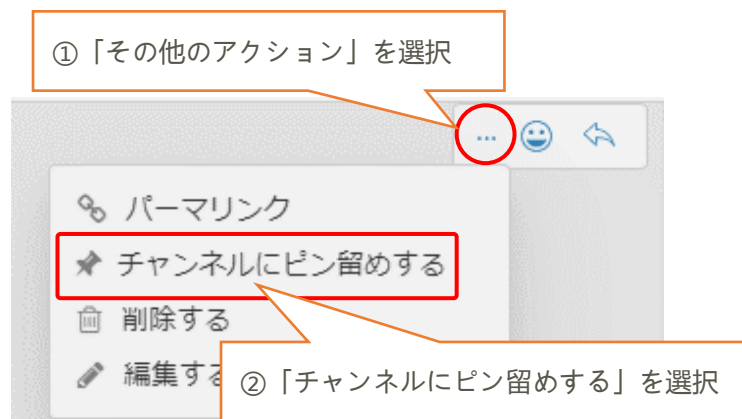 ①「その他のアクション」を選択
...
パーマリンク
チャンネルにピン留めする
削除する
編集する
②「チャンネルにピン留めする」を選択